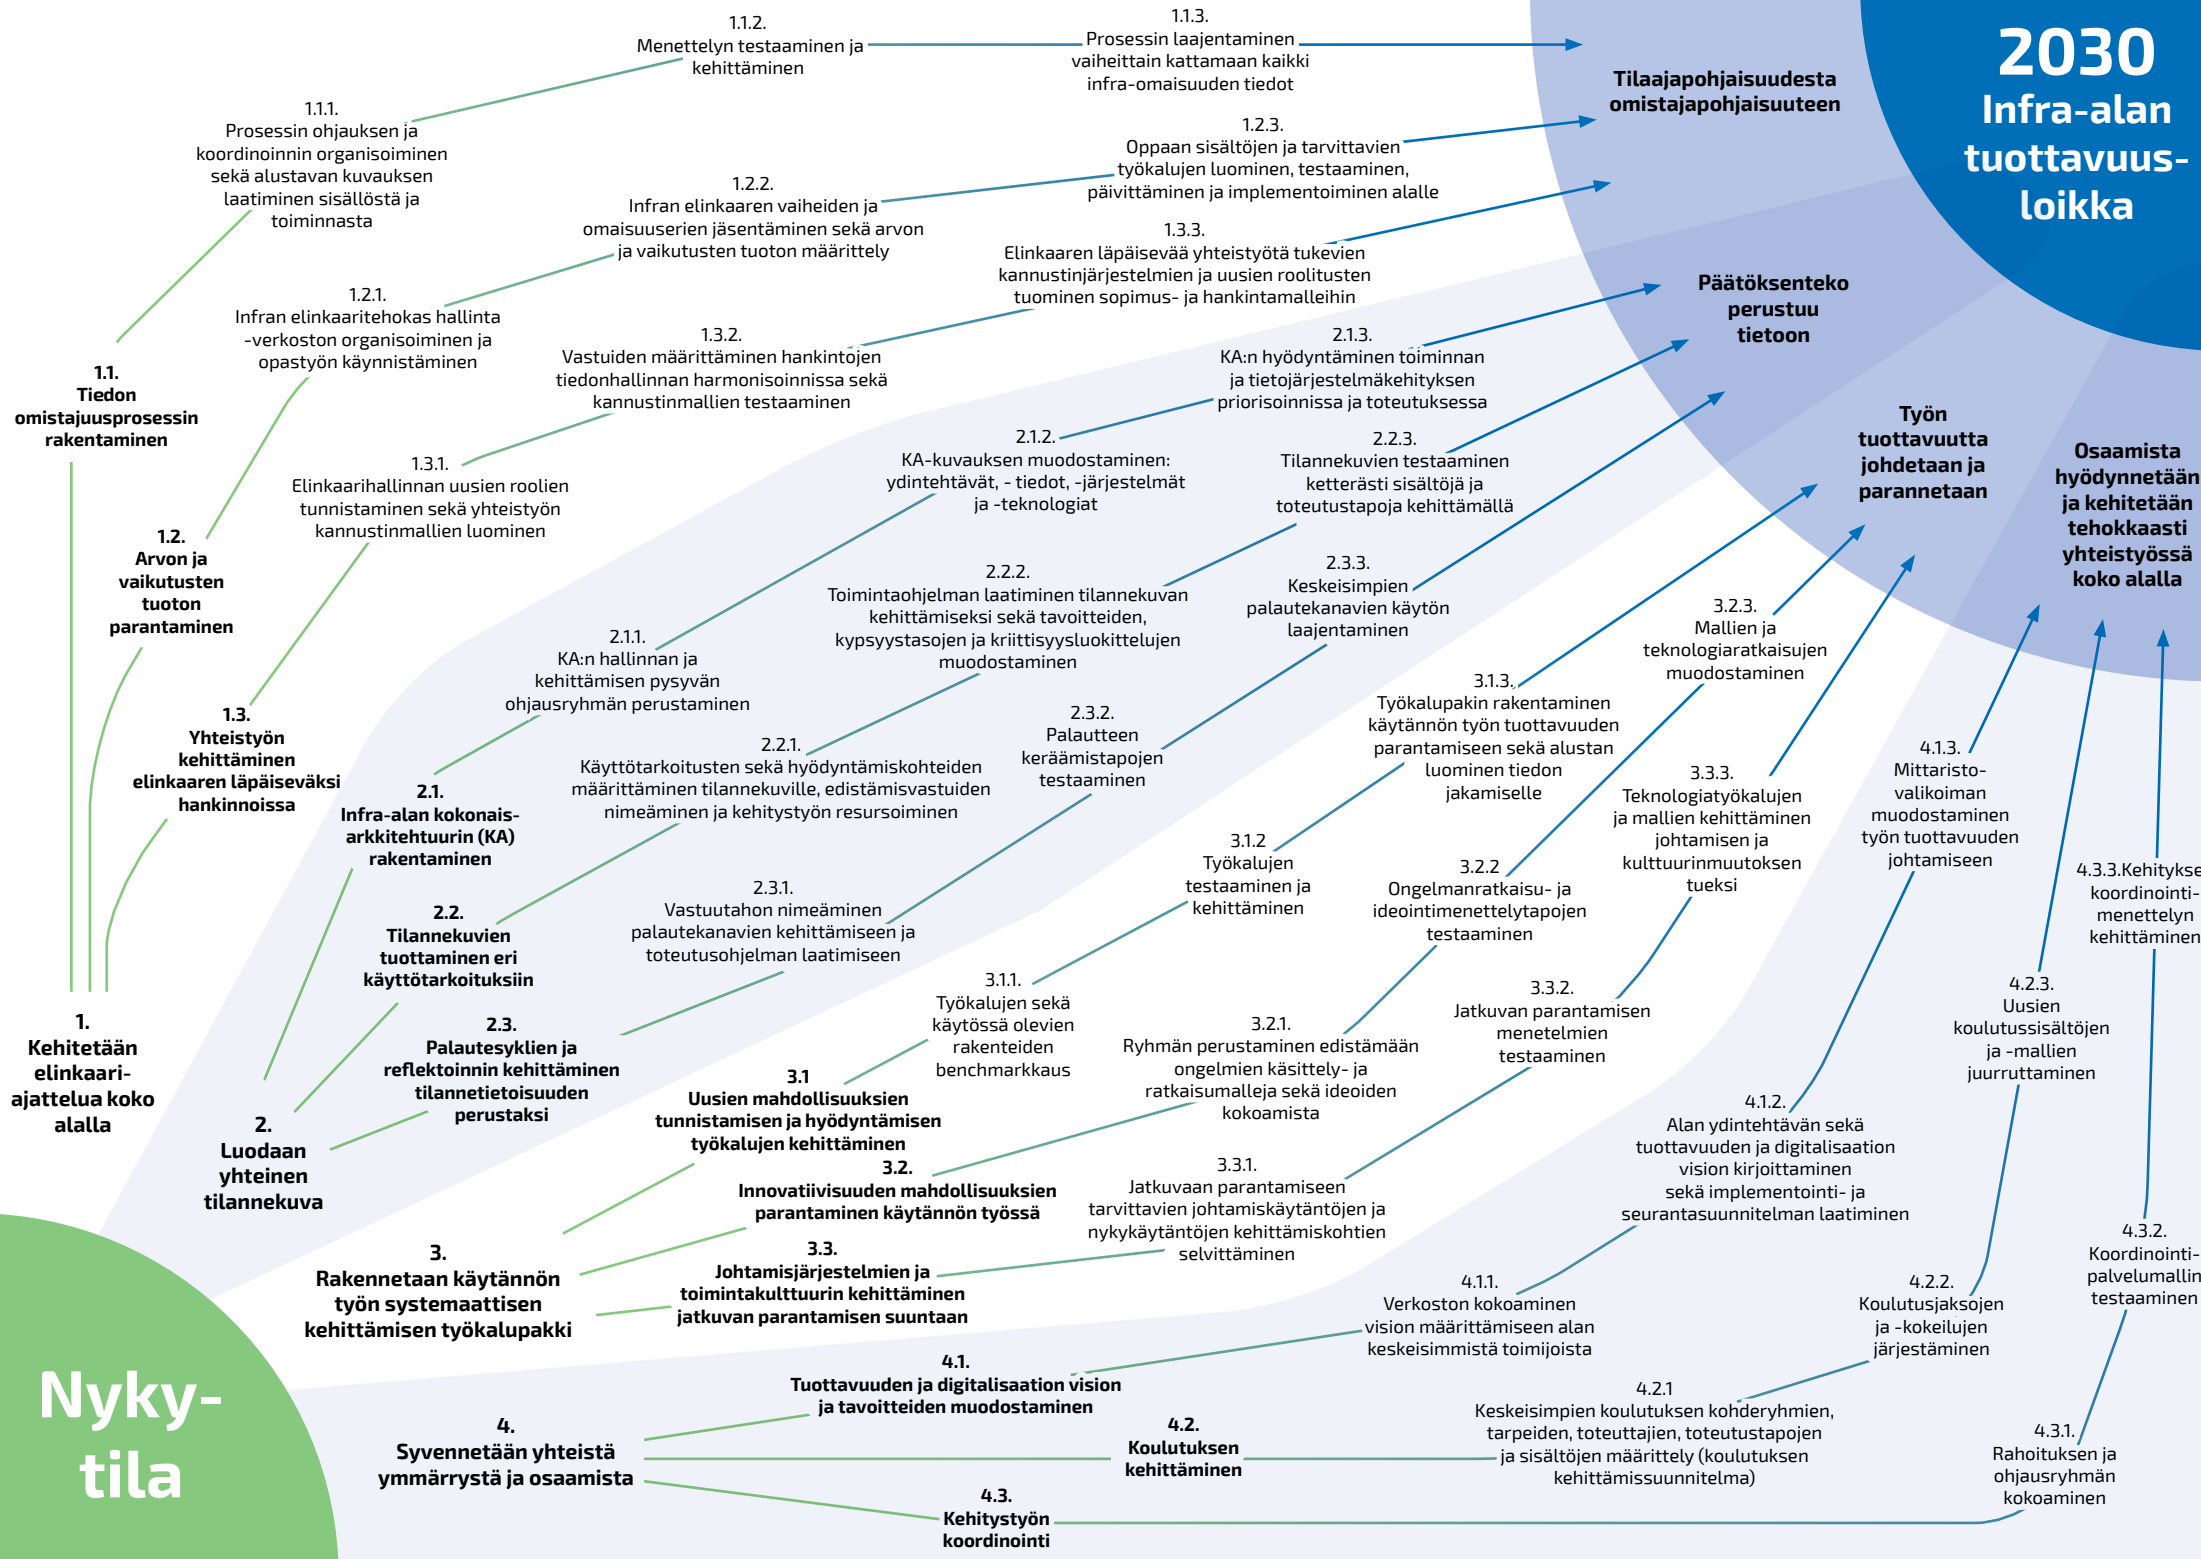 2030
Infra-alan
tuottavuus-
loikka
Tilaajapohjaisuudesta
omistajapohjaisuuteen
Päätöksenteko
perustuu
tietoon
Työn
tuottavuutta
johdetaan ja
parannetaan
Osaamista
hyödynnetään
ja kehitetään
tehokkaasti
yhteistyössä
koko alalla
Nyky-
tila
1.
Kehitetään
elinkaari-
ajattelua koko
alalla
1.1.
Tiedon
omistajuusprosessin
rakentaminen
1.1.1.
Prosessin ohjauksen ja
koordinoinnin organisoiminen
sekä alustavan kuvauksen
laatiminen sisällöstä ja
toiminnasta
1.1.2.
Menettelyn testaaminen ja
kehittäminen
1.1.3.
Prosessin laajentaminen
vaiheittain kattamaan kaikki
infra-omaisuuden tiedot
1.2.
Arvon ja
vaikutusten
tuoton
parantaminen
1.2.1.
Infran elinkaaritehokas hallinta
-verkoston organisoiminen ja
opastyön käynnistäminen
1.2.2.
Infran elinkaaren vaiheiden ja
omaisuuserien jäsentäminen sekä arvon
ja vaikutusten tuoton määrittely
1.2.3.
Oppaan sisältöjen ja tarvittavien
työkalujen luominen, testaaminen,
päivittäminen ja implementoiminen alalle
1.3.
Yhteistyön
kehittäminen
elinkaaren läpäiseväksi
hankinnoissa
1.3.1.
Elinkaarihallinnan uusien roolien
tunnistaminen sekä yhteistyön
kannustinmallien luominen
1.3.2.
Vastuiden määrittäminen hankintojen
tiedonhallinnan harmonisoinnissa sekä
kannustinmallien testaaminen
1.3.3.
Elinkaaren läpäisevää yhteistyötä tukevien
kannustinjärjestelmien ja uusien roolitusten
tuominen sopimus- ja hankintamalleihin
2.
Luodaan
yhteinen
tilannekuva
2.1.
Infra-alan kokonais-
arkkitehtuurin (KA)
rakentaminen
2.1.1.
KA:n hallinnan ja
kehittämisen pysyvän
ohjausryhmän perustaminen
2.1.2.
KA-kuvauksen muodostaminen:
ydintehtävät, - tiedot, -järjestelmät
ja -teknologiat
2.1.3.
KA:n hyödyntäminen toiminnan
ja tietojärjestelmäkehityksen
priorisoinnissa ja toteutuksessa
2.2.
Tilannekuvien
tuottaminen eri
käyttötarkoituksiin
2.2.1.
Käyttötarkoitusten sekä hyödyntämiskohteiden
määrittäminen tilannekuville, edistämisvastuiden
nimeäminen ja kehitystyön resursoiminen
2.2.2.
Toimintaohjelman laatiminen tilannekuvan
kehittämiseksi sekä tavoitteiden,
kypsyystasojen ja kriittisyysluokittelujen
muodostaminen
2.2.3.
Tilannekuvien testaaminen
ketterästi sisältöjä ja
toteutustapoja kehittämällä
2.3.
Palautesyklien ja
reflektoinnin kehittäminen
tilannetietoisuuden
perustaksi
2.3.1.
Vastuutahon nimeäminen
palautekanavien kehittämiseen ja
toteutusohjelman laatimiseen
2.3.2.
Palautteen
keräämistapojen
testaaminen
2.3.3.
Keskeisimpien
palautekanavien käytön
laajentaminen
3.
Rakennetaan käytännön
työn systemaattisen
kehittämisen työkalupakki
3.1
Uusien mahdollisuuksien
tunnistamisen ja hyödyntämisen
työkalujen kehittäminen
3.1.1.
Työkalujen sekä
käytössä olevien
rakenteiden
benchmarkkaus
3.1.2
Työkalujen
testaaminen ja
kehittäminen
3.1.3.
Työkalupakin rakentaminen
käytännön työn tuottavuuden
parantamiseen sekä alustan
luominen tiedon
jakamiselle
3.2.
Innovatiivisuuden mahdollisuuksien
parantaminen käytännön työssä
3.2.1.
Ryhmän perustaminen edistämään
ongelmien käsittely- ja
ratkaisumalleja sekä ideoiden
kokoamista
3.2.2
Ongelmanratkaisu- ja
ideointimenettelytapojen
testaaminen
3.2.3.
Mallien ja
teknologiaratkaisujen
muodostaminen
3.3.
Johtamisjärjestelmien ja
toimintakulttuurin kehittäminen
jatkuvan parantamisen suuntaan
3.3.1.
Jatkuvaan parantamiseen
tarvittavien johtamiskäytäntöjen ja
nykykäytäntöjen kehittämiskohtien
selvittäminen
3.3.2.
Jatkuvan parantamisen
menetelmien
testaaminen
3.3.3.
Teknologiatyökalujen
ja mallien kehittäminen
johtamisen ja
kulttuurinmuutoksen
tueksi
4.
Syvennetään yhteistä
ymmärrystä ja osaamista
4.1.
Tuottavuuden ja digitalisaation vision
ja tavoitteiden muodostaminen
4.1.1.
Verkoston kokoaminen
vision määrittämiseen alan
keskeisimmistä toimijoista
4.1.2.
Alan ydintehtävän sekä
tuottavuuden ja digitalisaation
vision kirjoittaminen
sekä implementointi- ja
seurantasuunnitelman laatiminen
4.1.3.
Mittaristo-
valikoiman
muodostaminen
työn tuottavuuden
johtamiseen
4.2.
Koulutuksen
kehittäminen
4.2.1
Keskeisimpien koulutuksen kohderyhmien,
tarpeiden, toteuttajien, toteutustapojen
ja sisältöjen määrittely (koulutuksen
kehittämissuunnitelma)
4.2.2.
Koulutusjaksojen
ja -kokeilujen
järjestäminen
4.2.3.
Uusien
koulutussisältöjen
ja -mallien
juurruttaminen
4.3.
Kehitystyön
koordinointi
4.3.1.
Rahoituksen ja
ohjausryhmän
kokoaminen
4.3.2.
Koordinointi-
palvelumallin
testaaminen
4.3.3.Kehitykse
koordinointi-
menettelyn
kehittäminen